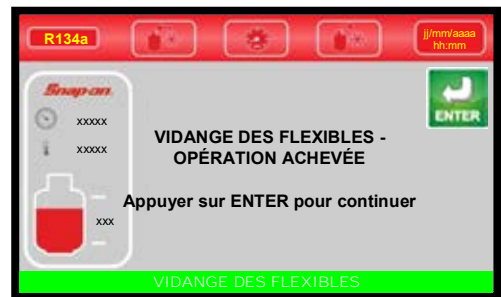 R134a
jj/mm/aaaa
hh:mm
Snap-on
xxxxx
xxxxx
xxx
ENTER
VIDANGE DES FLEXIBLES -
OPÉRATION ACHEVÉE
Appuyer sur ENTER pour continuer
VIDANGE DES FLEXIBLES